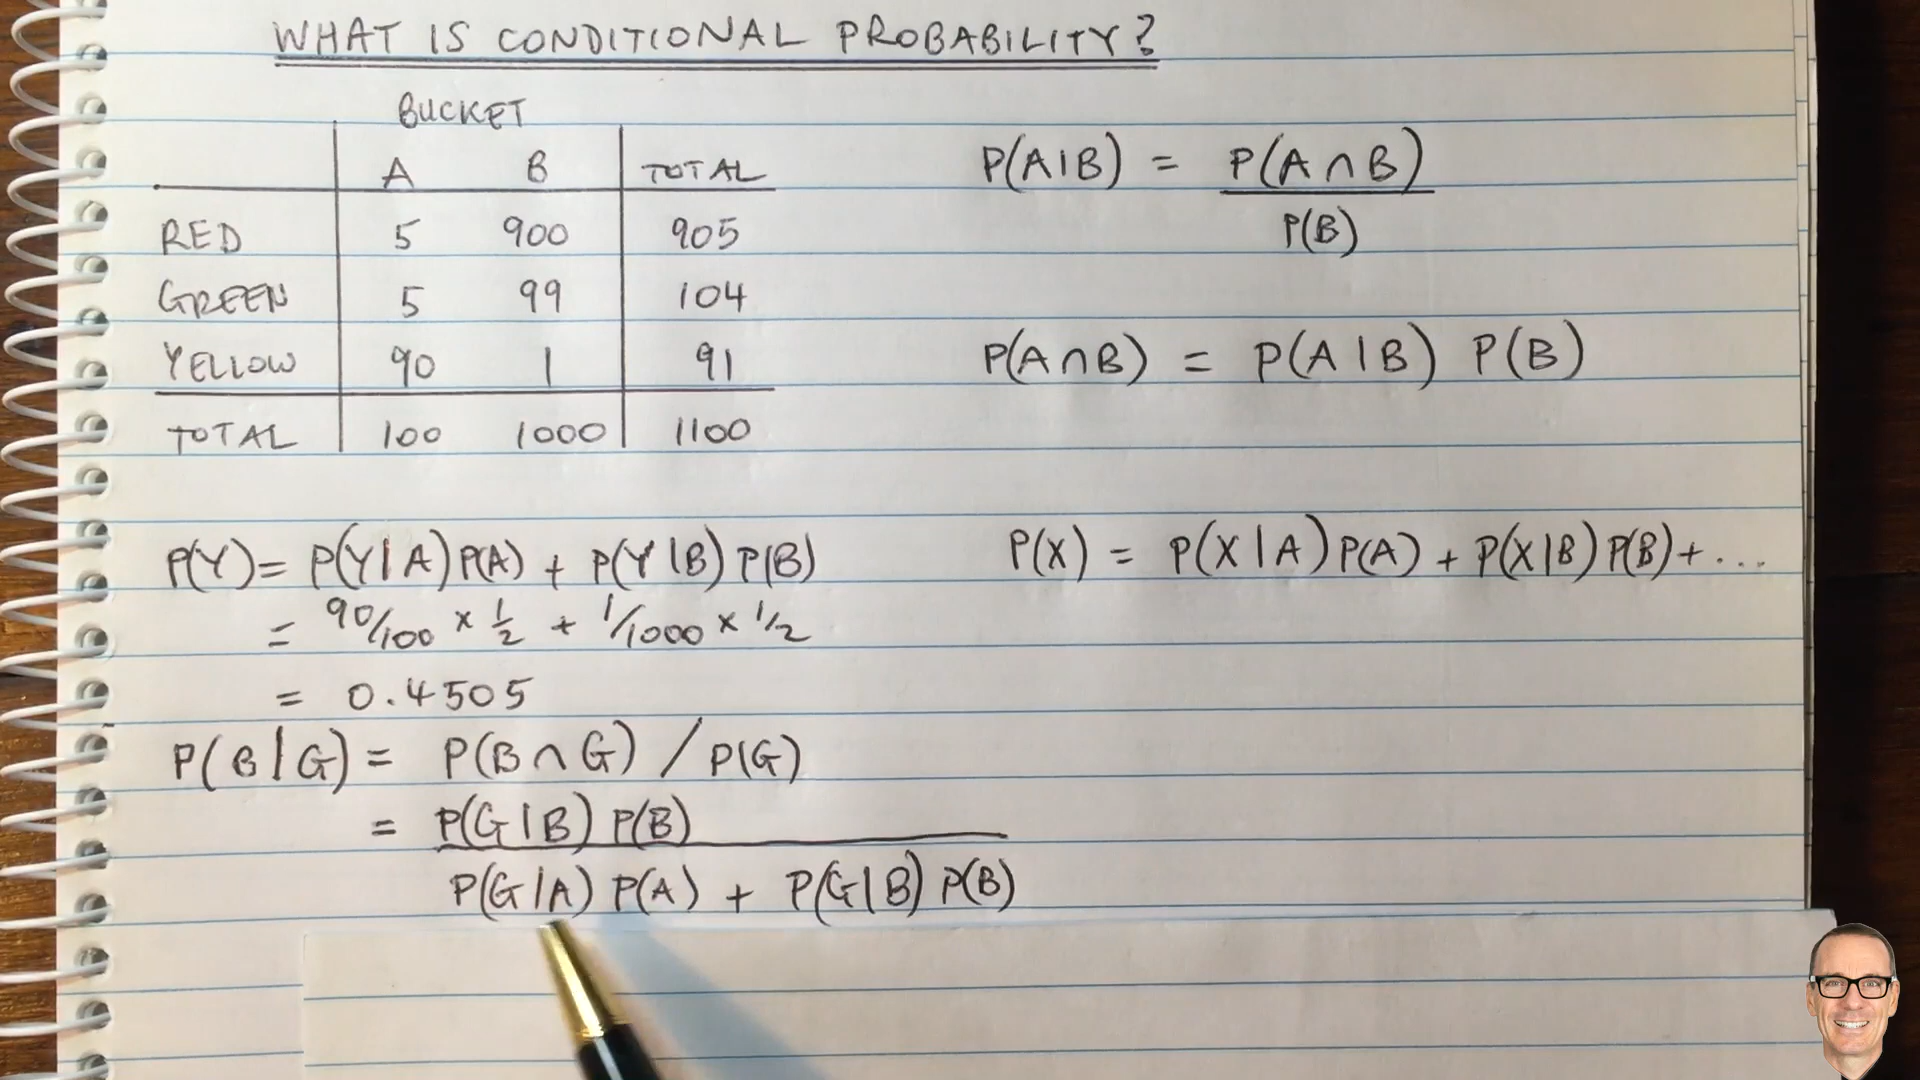 WHAT IS CONDITIONAL PROBABILITY?
BUCKET
A B TOTAL
RED 5 900 905
GREEN 5 99 104
YELLOW 90 1 91
TOTAL 100 1000 1100
P(A|B) = P(A∩B)
P(B)
P(A∩B) = P(A|B) P(B)
P(Y) = P(Y|A) P(A) + P(Y|B) P(B)
= 90/100 × 1/2 + 1/1000 × 1/2
= 0.4505
P(X) = P(X|A) P(A) + P(X|B) P(B) + ...
P(B|G) = P(B∩G) / P(G)
= P(G|B) P(B)
P(G|A) P(A) + P(G|B) P(B)